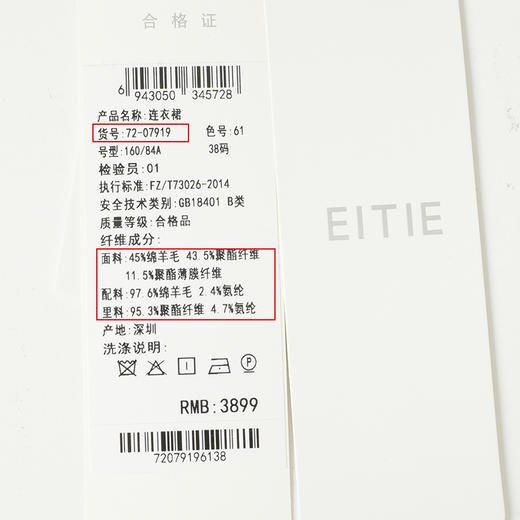 合格证
6 943050 345728
产品名称:连衣裙
货号:72-07919 色号:61
号型:160/84A 38码
检验员:01
执行标准:FZ/T73026-2014
安全技术类别:GB18401 B类
质量等级:合格品
纤维成分:
面料:45%绵羊毛 43.5%聚酯纤维
11.5%聚酯薄膜纤维
配料:97.6%绵羊毛 2.4%氨纶
里料:95.3%聚酯纤维 4.7%氨纶
产地:深圳
洗涤说明:
P
RMB:3899
72079196138
EITIE